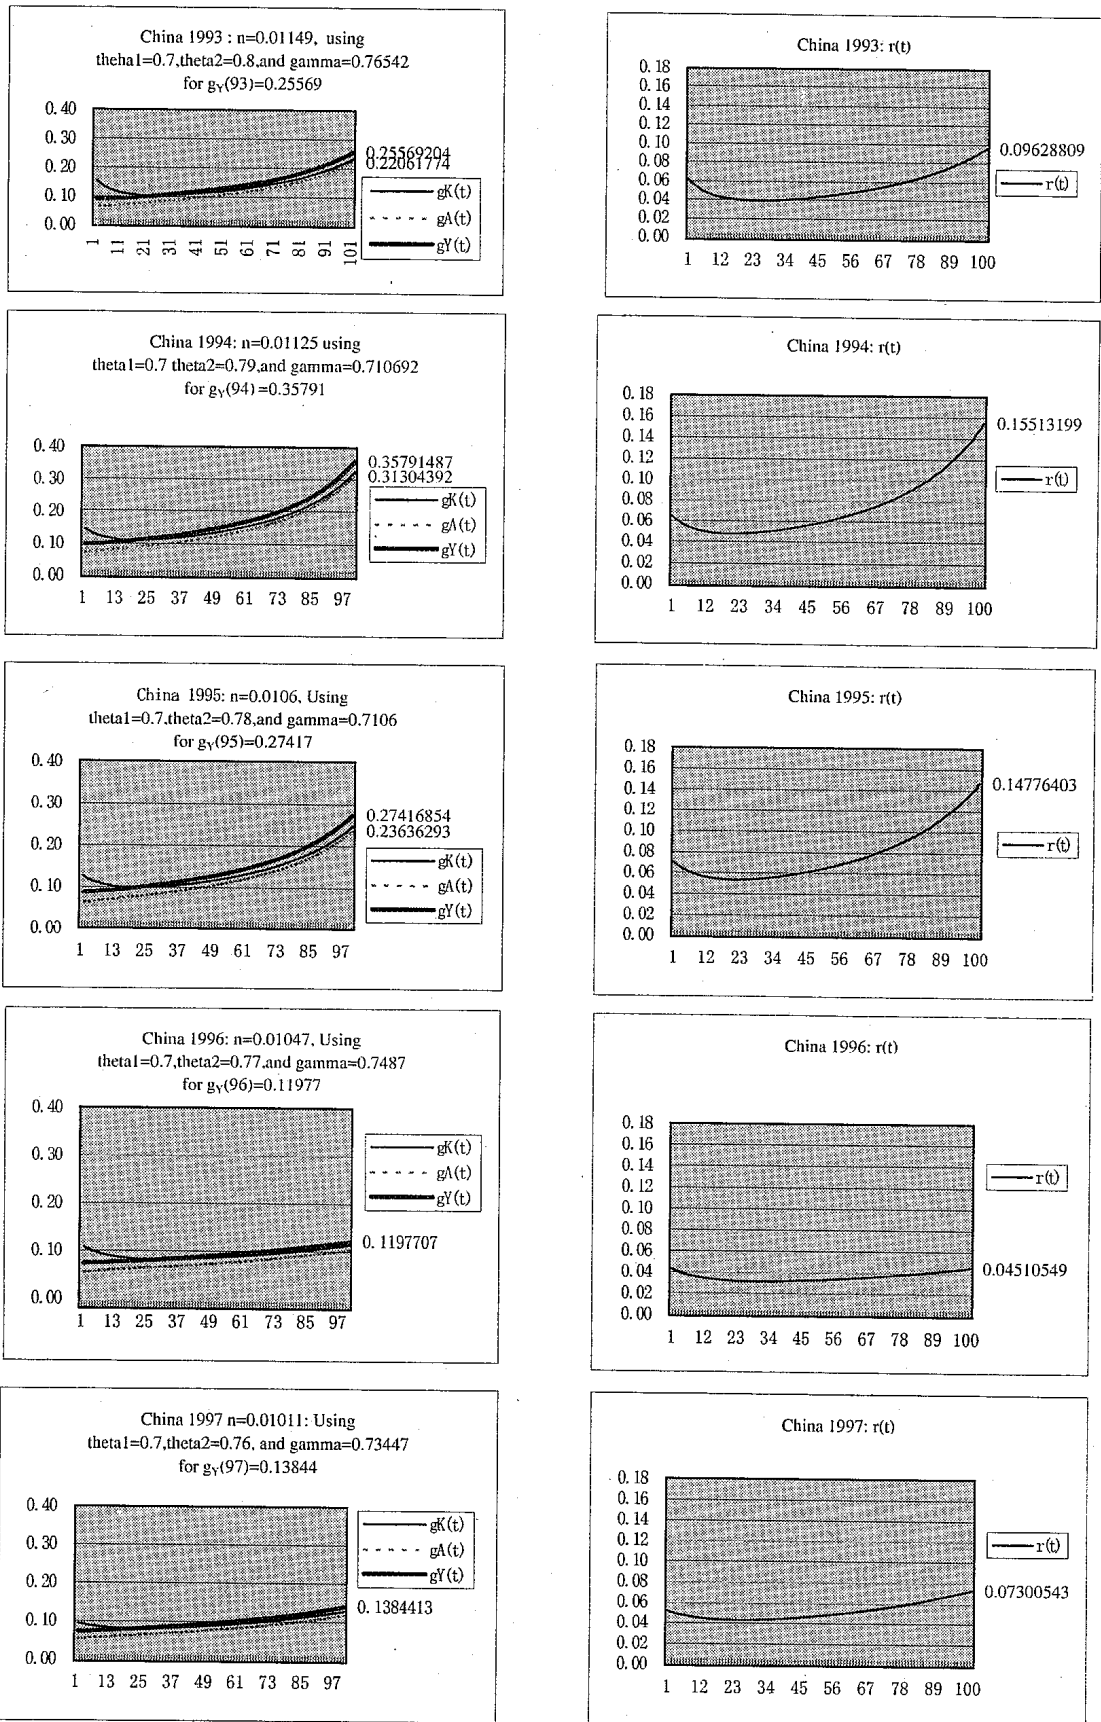 China 1993 : n=0.01149, using
theha1=0.7,theta2=0.8,and gamma=0.76542
for gY(93)=0.25569
0.40
0.30
0.20
0.10
0.00
0.25569204
0.22081774
gK(t)
gA(t)
gY(t)
1 11 21 31 41 51 61 71 81 91 101
China 1993: r(t)
0.18
0.16
0.14
0.12
0.10
0.08
0.06
0.04
0.02
0.00
0.09628809
r(t)
1 12 23 34 45 56 67 78 89 100
China 1994: n=0.01125 using
theta1=0.7 theta2=0.79,and gamma=0.710692
for gY(94) =0.35791
0.40
0.30
0.20
0.10
0.00
0.35791487
0.31304392
gK(t)
gA(t)
gY(t)
1 13 25 37 49 61 73 85 97
China 1994: r(t)
0.18
0.16
0.14
0.12
0.10
0.08
0.06
0.04
0.02
0.00
0.15513199
r(t)
1 12 23 34 45 56 67 78 89 100
China 1995: n=0.0106, Using
theta1=0.7,theta2=0.78,and gamma=0.7106
for gY(95)=0.27417
0.40
0.30
0.20
0.10
0.00
0.27416854
0.23636293
gK(t)
gA(t)
gY(t)
1 13 25 37 49 61 73 85 97
China 1995: r(t)
0.18
0.16
0.14
0.12
0.10
0.08
0.06
0.04
0.02
0.00
0.14776403
r(t)
1 12 23 34 45 56 67 78 89 100
China 1996: n=0.01047, Using
theta1=0.7,theta2=0.77,and gamma=0.7487
for gY(96)=0.11977
0.40
0.30
0.20
0.10
0.00
gK(t)
gA(t)
gY(t)
0.1197707
1 13 25 37 49 61 73 85 97
China 1996: r(t)
0.18
0.16
0.14
0.12
0.10
0.08
0.06
0.04
0.02
0.00
r(t)
0.04510549
1 12 23 34 45 56 67 78 89 100
China 1997 n=0.01011: Using
theta1=0.7,theta2=0.76, and gamma=0.73447
for gY(97)=0.13844
0.40
0.30
0.20
0.10
0.00
gK(t)
gA(t)
gY(t)
0.1384413
1 13 25 37 49 61 73 85 97
China 1997: r(t)
0.18
0.16
0.14
0.12
0.10
0.08
0.06
0.04
0.02
0.00
r(t)
0.07300543
1 12 23 34 45 56 67 78 89 100